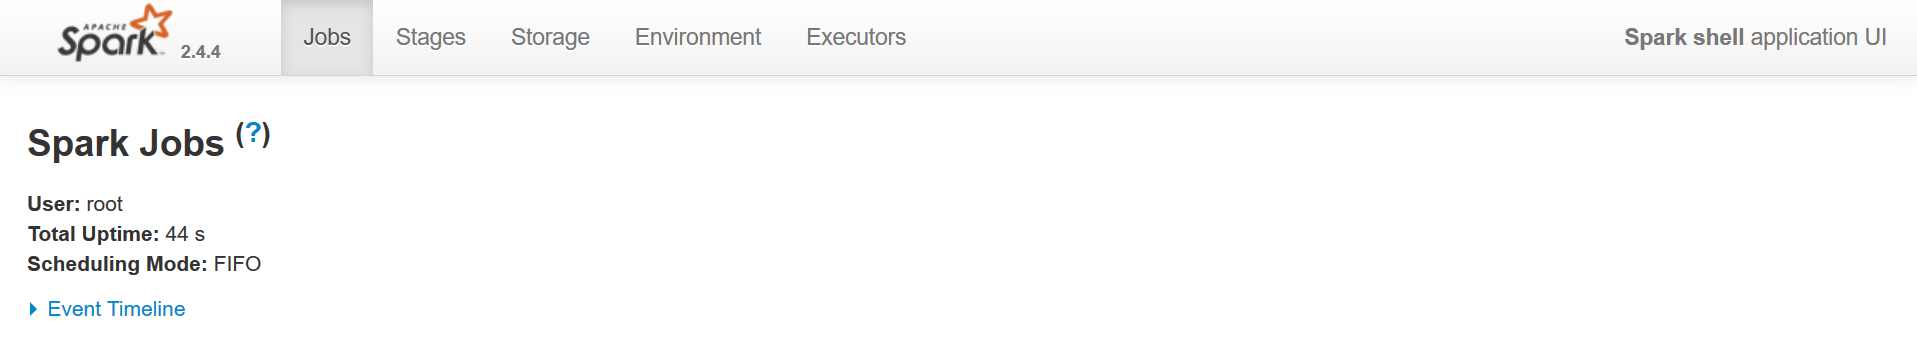 APACHE
Spark 2.4.4 Jobs Stages Storage Environment Executors Spark shell application UI
Spark Jobs (?)
User: root
Total Uptime: 44 s
Scheduling Mode: FIFO
Event Timeline